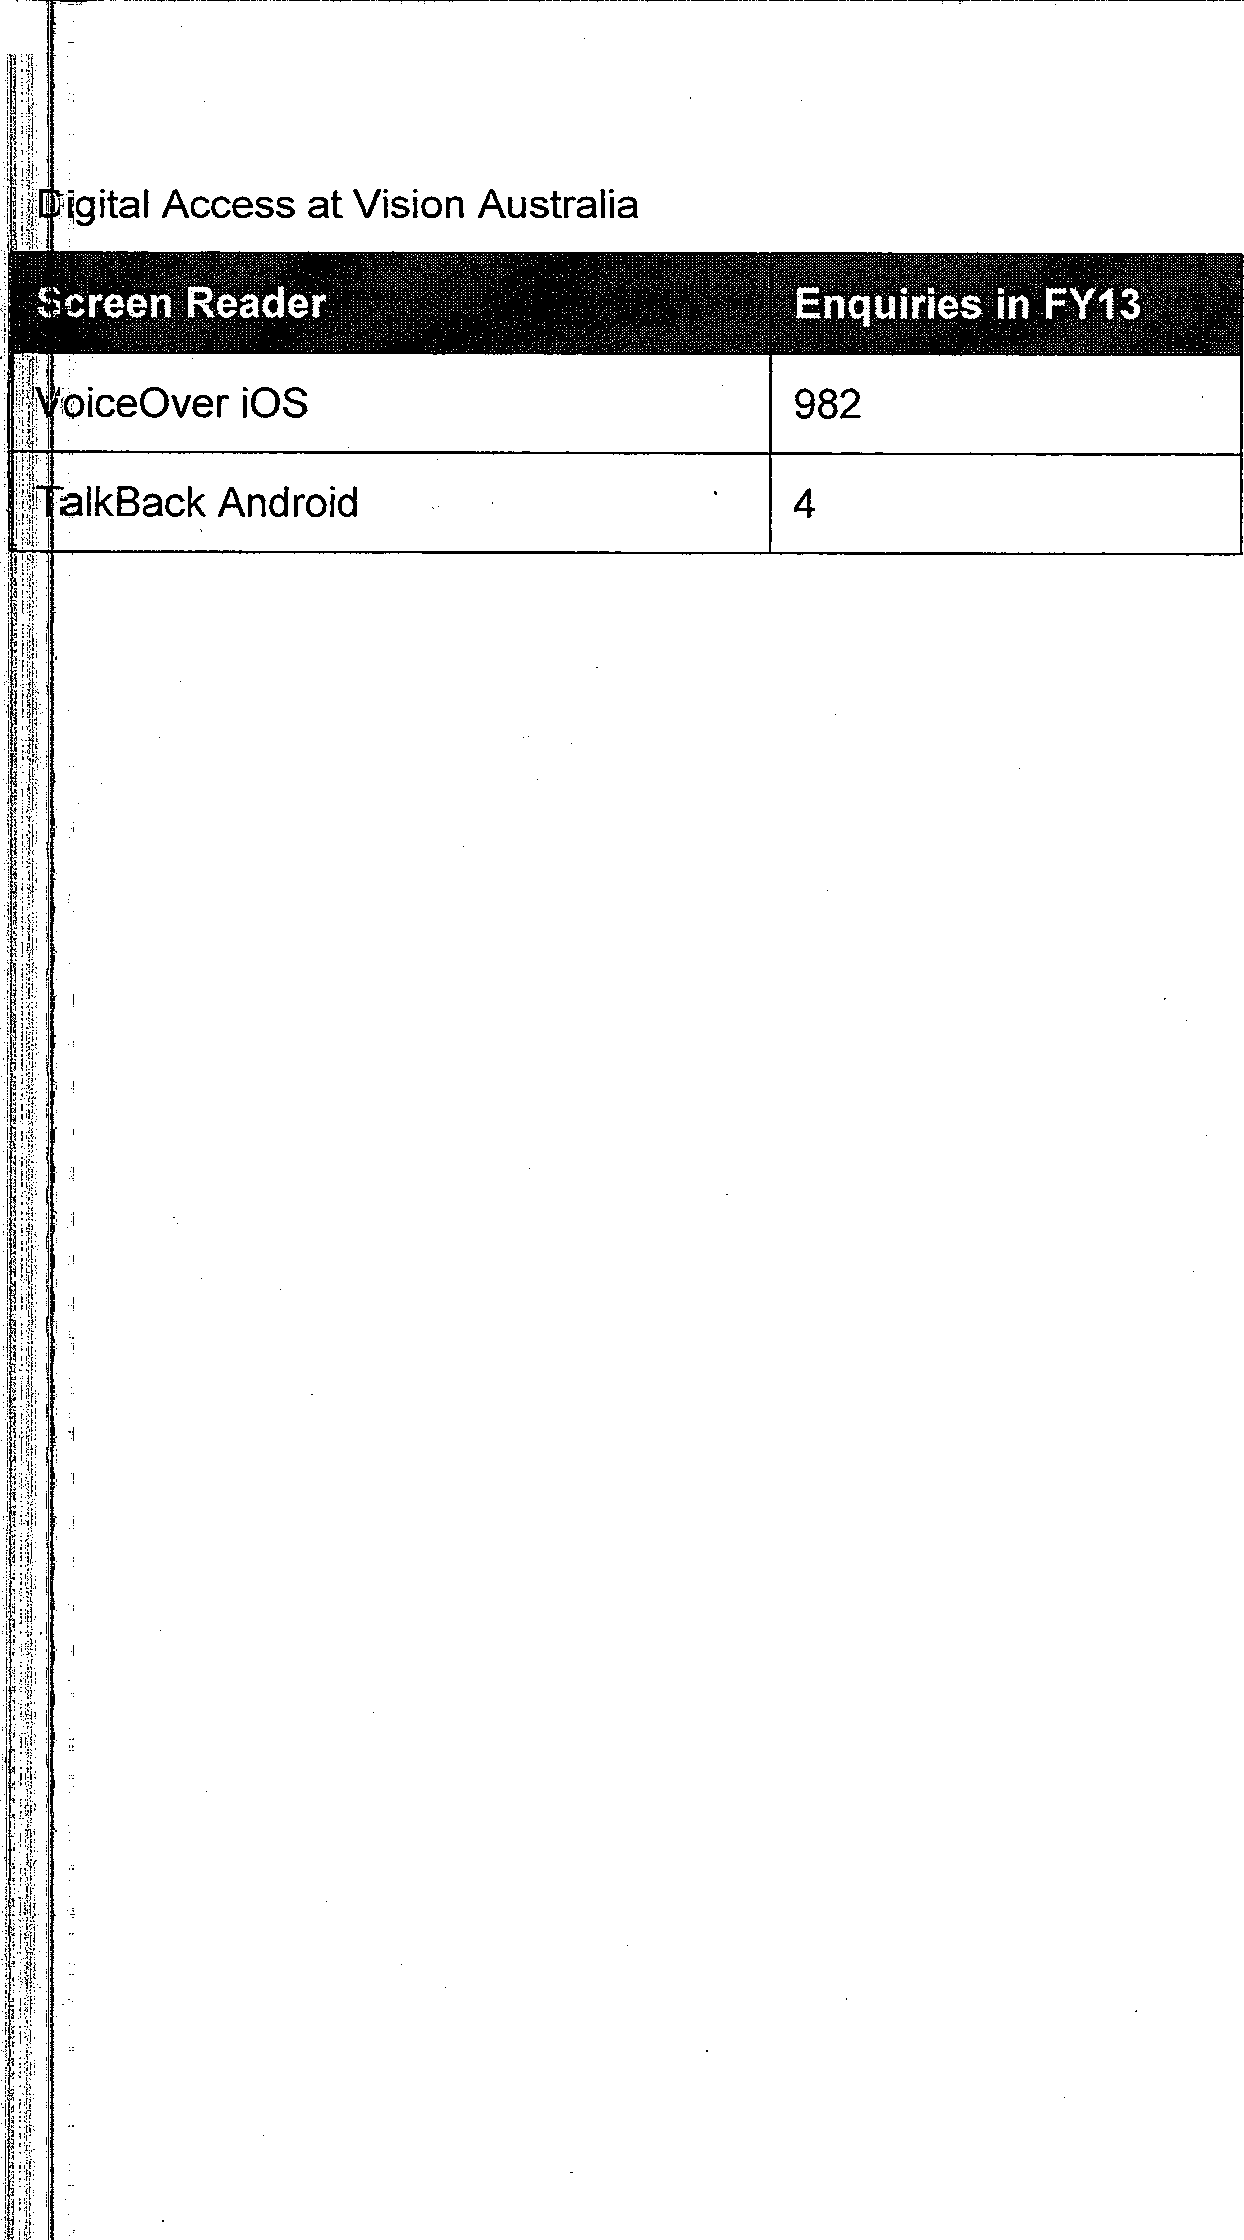 Digital Access at Vision Australia
Screen Reader Enquiries in FY13
VoiceOver iOS 982
TalkBack Android 4